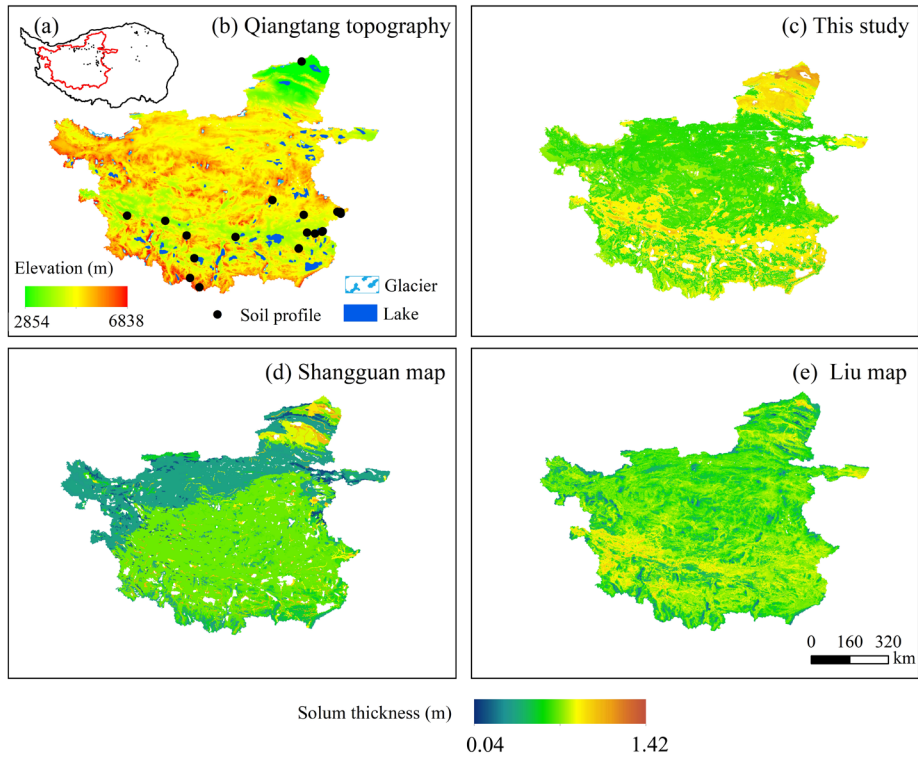 (a)
(b) Qiangtang topography
(c) This study
Elevation (m)
2854
6838
Soil profile
Glacier
Lake
(d) Shangguan map
(e) Liu map
0 160 320
km
Solum thickness (m)
0.04
1.42